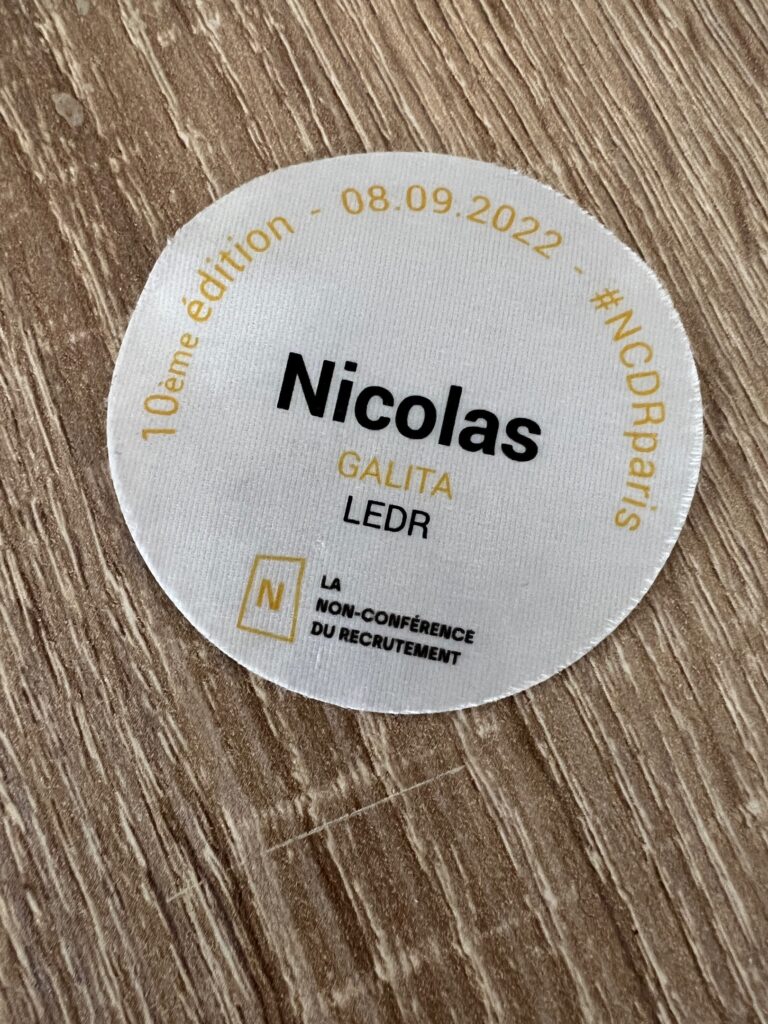 10ème édition - 08.09.2022 - #NCDRparis
Nicolas
GALITA
LEDR
N
LA
NON-CONFÉRENCE
DU RECRUTEMENT